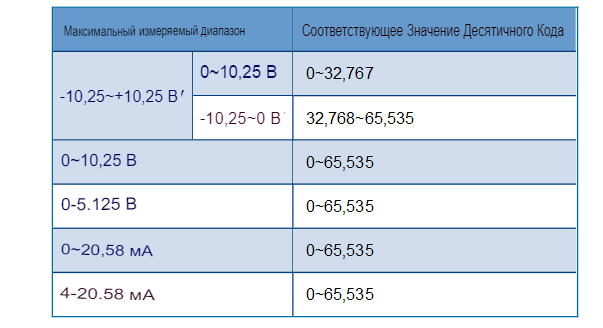 Максимальный измеряемый диапазон
Соответствующее Значение Десятичного Кода
-10,25~+10,25 В
0~10,25 В
0~32,767
-10,25~0 В
32,768~65,535
0~10,25 В
0~65,535
0-5.125 В
0~65,535
0~20,58 мА
0~65,535
4-20.58 мА
0~65,535